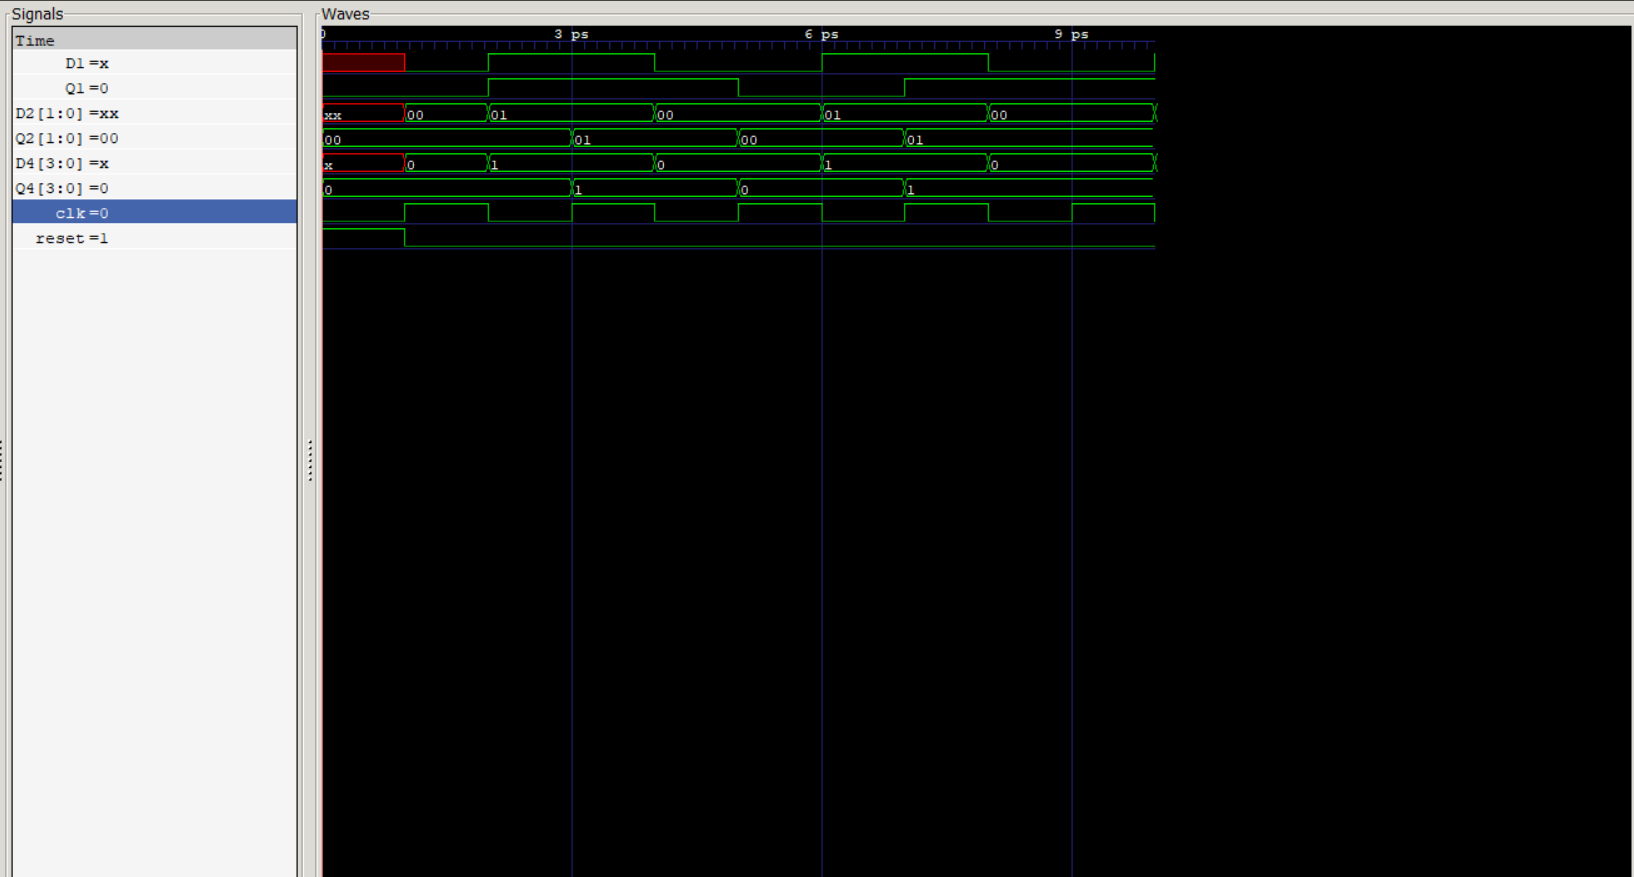 Signals
Waves
Time
0 3 ps 6 ps 9 ps
D1=x
Q1=0
D2[1:0]=xx xx 00 01 00 01 00
Q2[1:0]=00 00 01 00 01
D4[3:0]=x x 0 1 0 1 0
Q4[3:0]=0 0 1 0 1
clk=0
reset=1